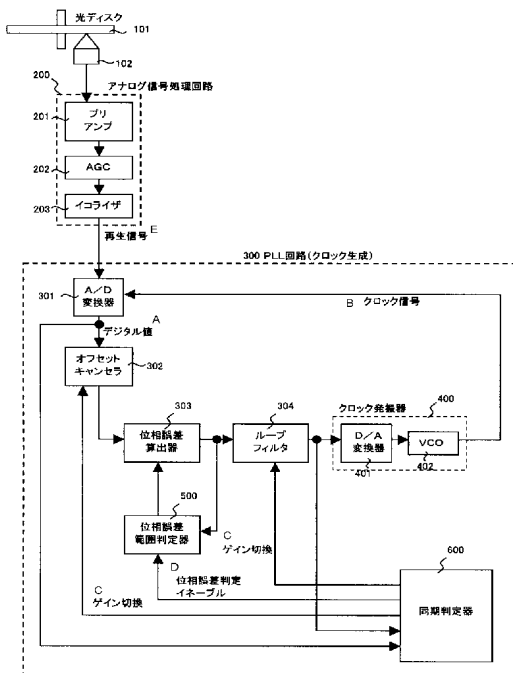 光ディスク
101
102
200
アナログ信号処理回路
201
プリ
アンプ
202
AGC
203
イコライザ
再生信号 E
300 PLL回路(クロック生成)
301
A/D
変換器
B クロック信号
A
デジタル値
オフセット
キャンセラ
302
303
位相誤差
算出器
304
ループ
フィルタ
クロック発振器
400
D/A
変換器
401
VCO
402
500
位相誤差
範囲判定器
C
ゲイン切換
D
位相誤差判定
イネーブル
C
ゲイン切換
600
同期判定器